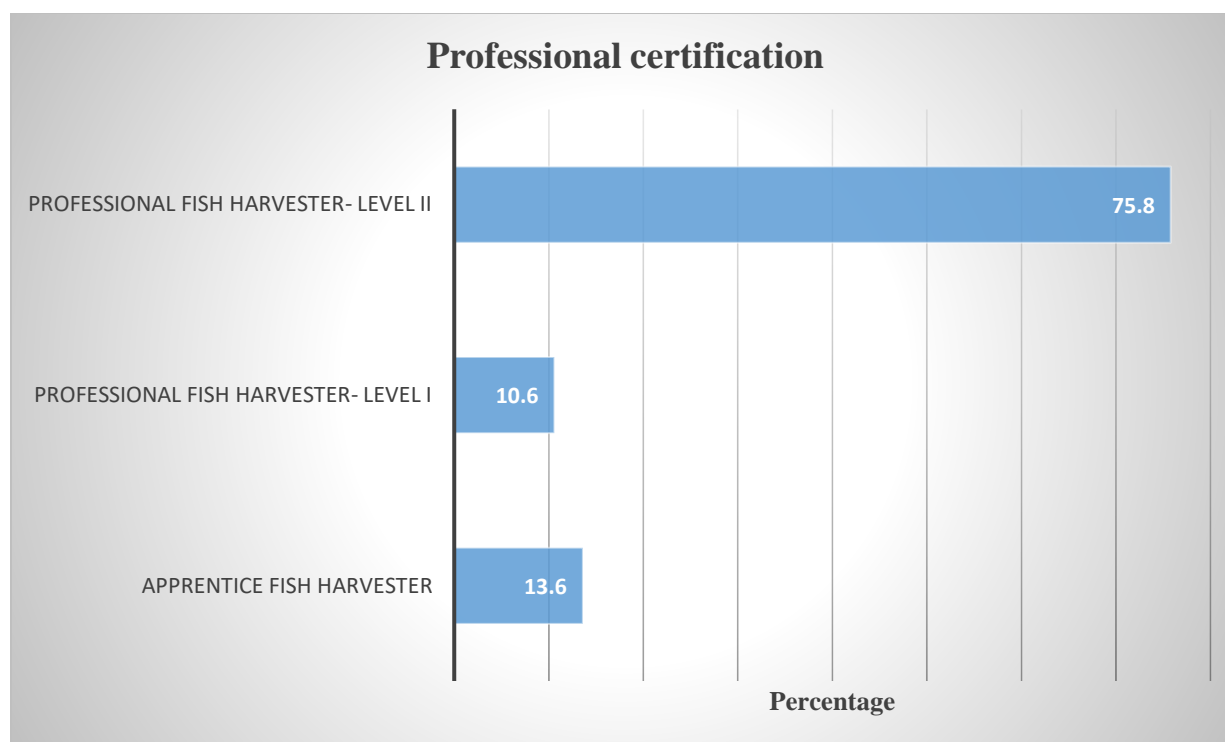 Professional certification
PROFESSIONAL FISH HARVESTER- LEVEL II
75.8
PROFESSIONAL FISH HARVESTER- LEVEL I
10.6
APPRENTICE FISH HARVESTER
13.6
Percentage